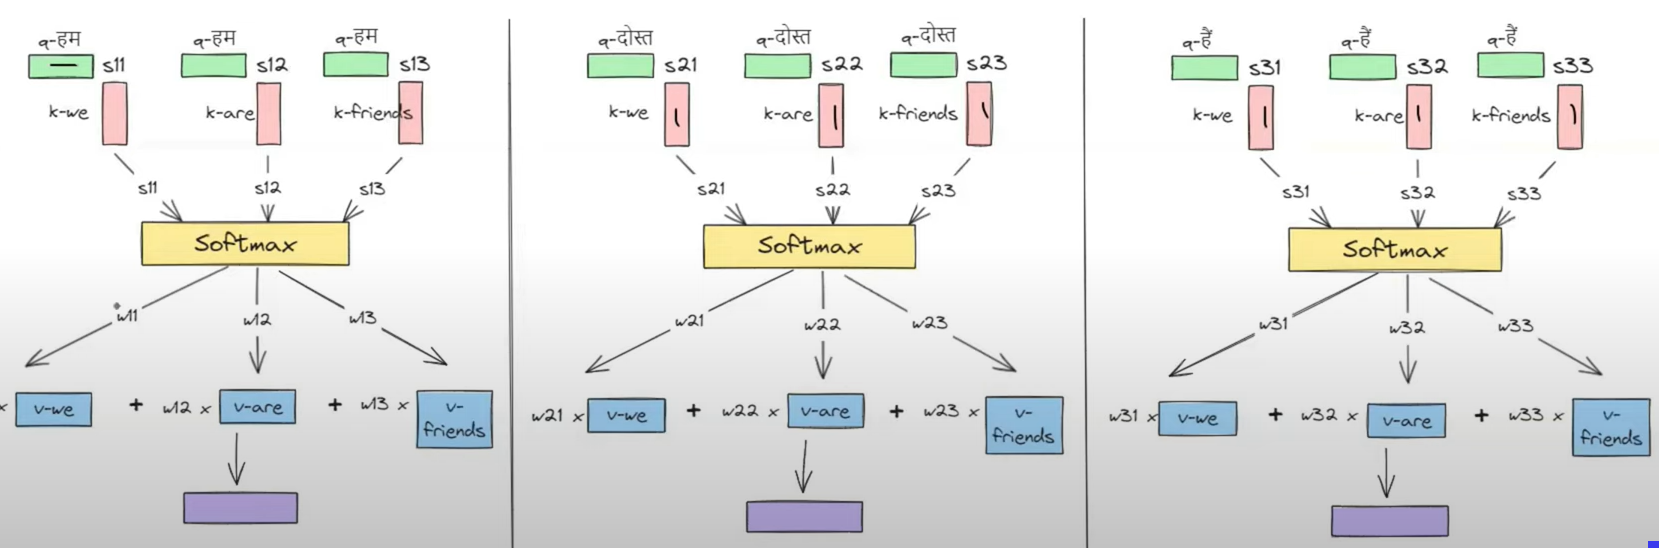 q-हम q-हम q-हम
s11 s12 s13
k-we k-are k-friends
s11 s12 s13
Softmax
w11 w12 w13
x v-we + w12 x v-are + w13 x v-
friends
q-दोस्त q-दोस्त q-दोस्त
s21 s22 s23
k-we k-are k-friends
s21 s22 s23
Softmax
w21 w22 w23
w21 x v-we + w22 x v-are + w23 x v-
friends
q-हैं q-हैं q-हैं
s31 s32 s33
k-we k-are k-friends
s31 s32 s33
Softmax
w31 w32 w33
w31 x v-we + w32 x v-are + w33 x v-
friends